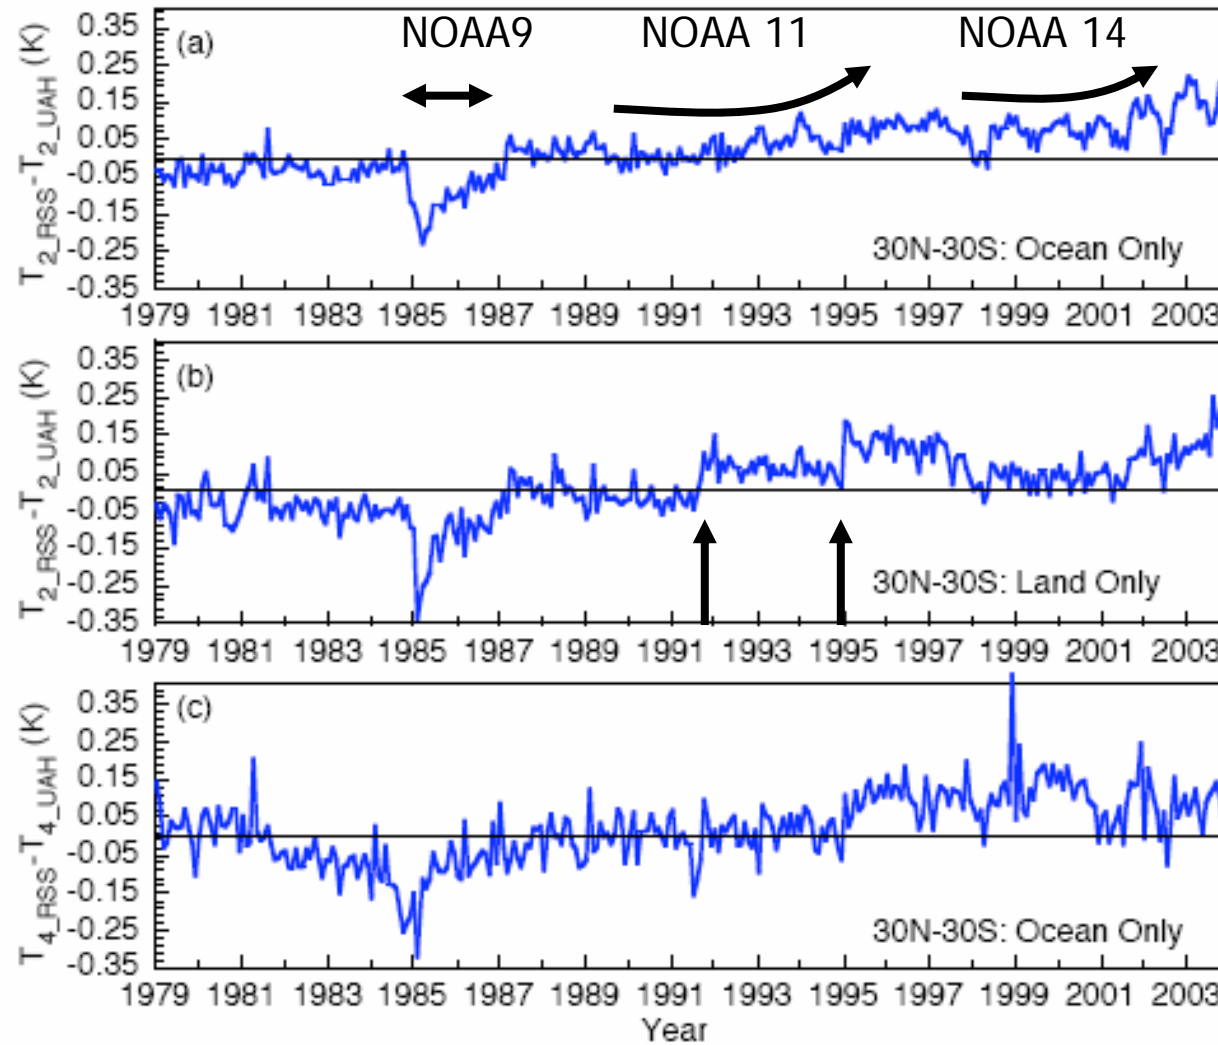 NOAA9 NOAA 11 NOAA 14
(a)
T2_RSS-T2_UAH (K)
0.35
0.25
0.15
0.05
-0.05
-0.15
-0.25
-0.35
30N-30S: Ocean Only
1979 1981 1983 1985 1987 1989 1991 1993 1995 1997 1999 2001 2003
(b)
T2_RSS-T2_UAH (K)
0.35
0.25
0.15
0.05
-0.05
-0.15
-0.25
-0.35
30N-30S: Land Only
1979 1981 1983 1985 1987 1989 1991 1993 1995 1997 1999 2001 2003
(c)
T4_RSS-T4_UAH (K)
0.35
0.25
0.15
0.05
-0.05
-0.15
-0.25
-0.35
30N-30S: Ocean Only
1979 1981 1983 1985 1987 1989 1991 1993 1995 1997 1999 2001 2003
Year